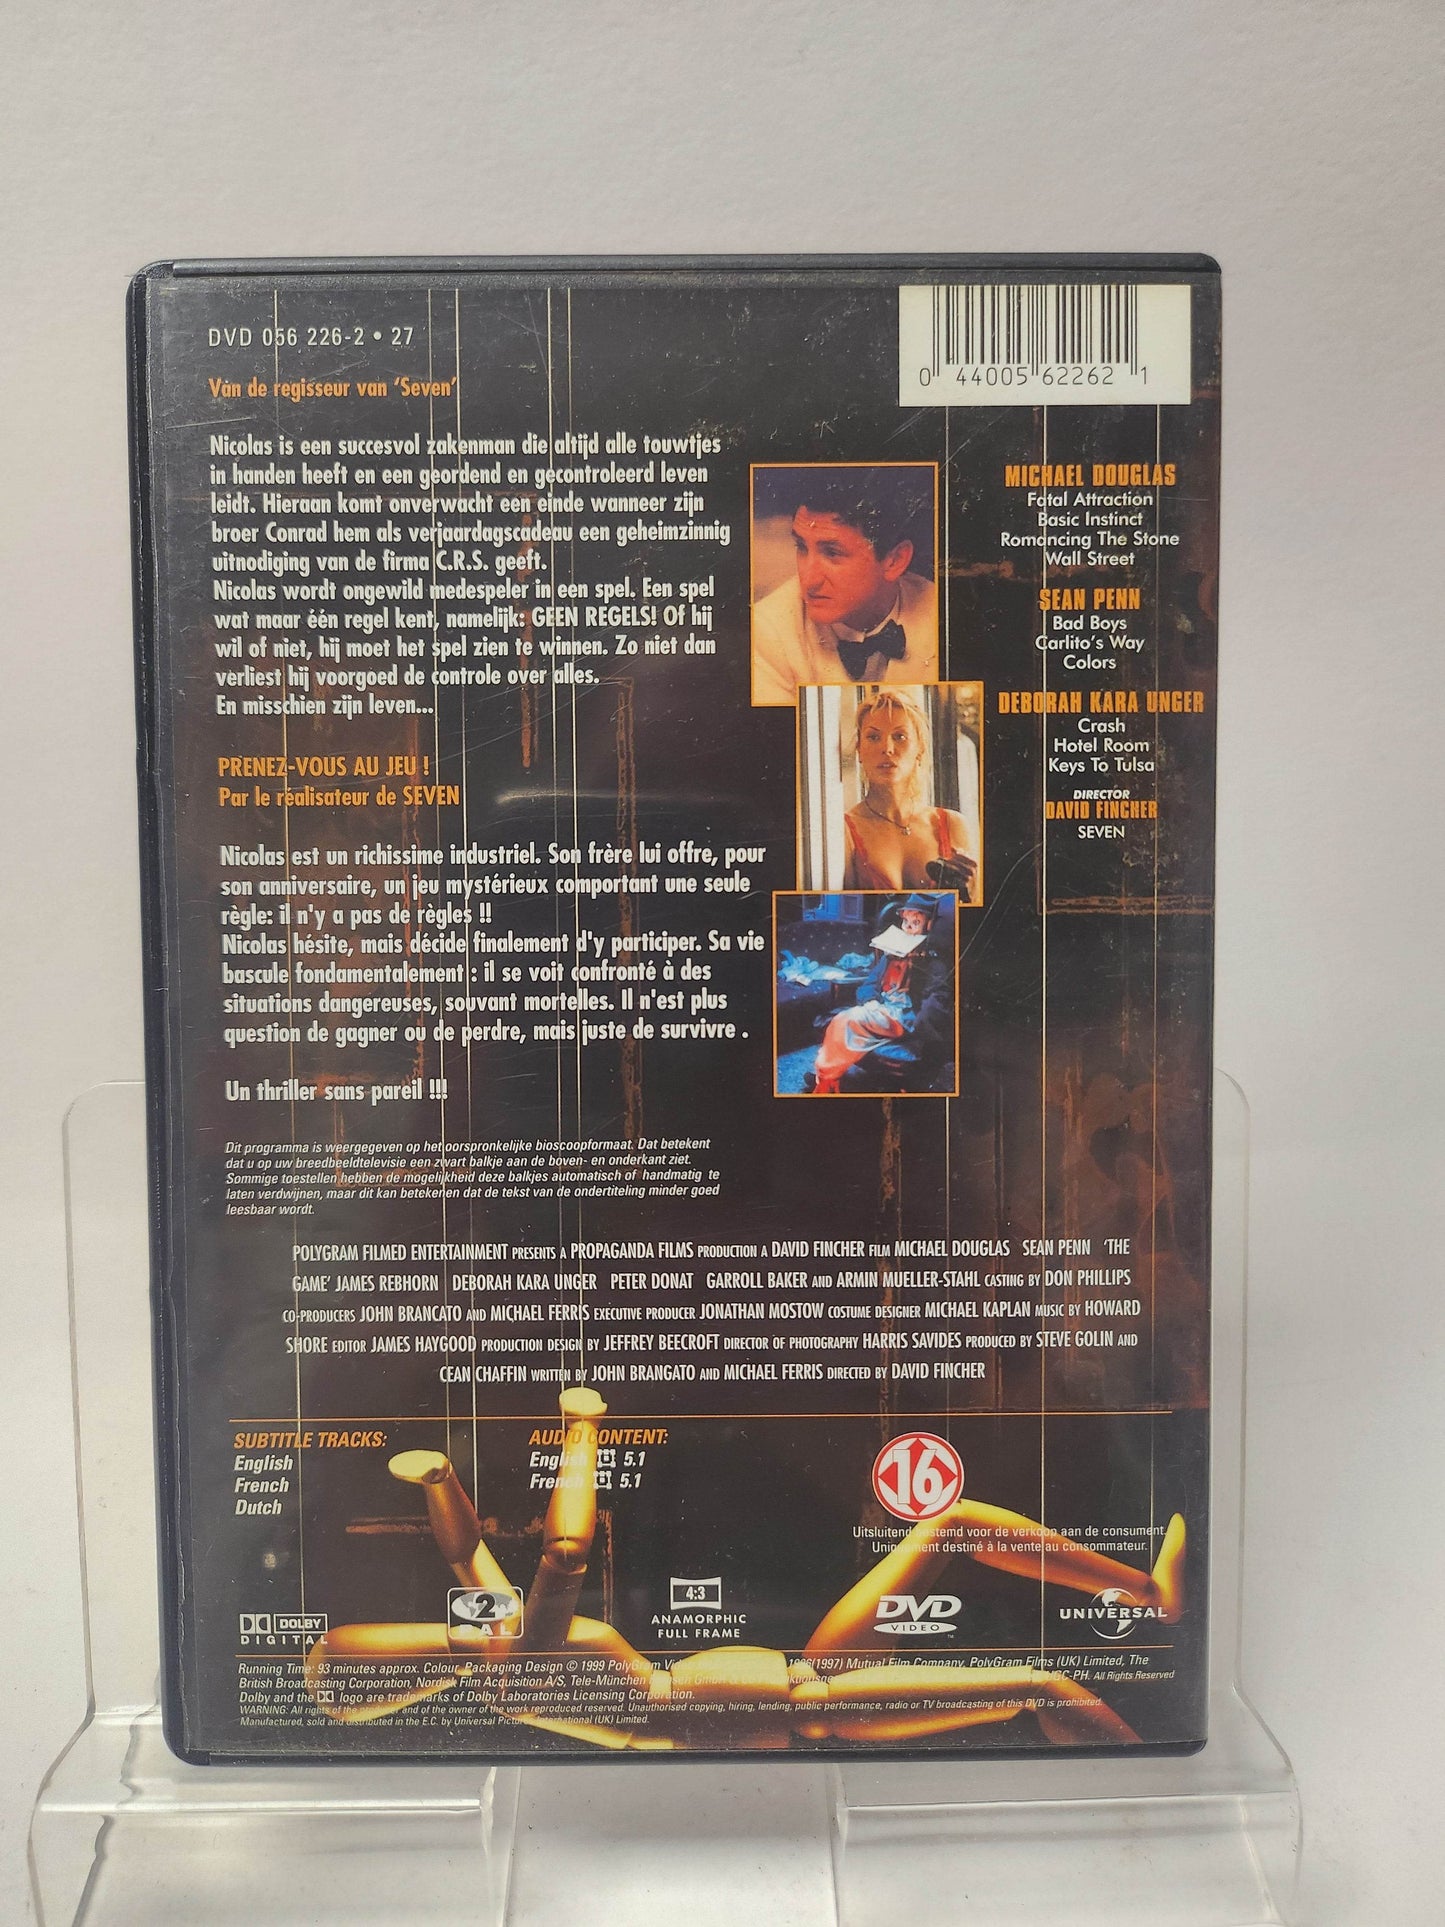 DVD 056 226-2 • 27
0 44005 62262 1
Van de regisseur van ‘Seven’
Nicolas is een succesvol zakenman die altijd alle touwtjes
in handen heeft en een geordend en gecontroleerd leven
leidt. Hieraan komt onverwacht een einde wanneer zijn
broer Conrad hem als verjaardagscadeau een geheimzinnig
uitnodiging van de firma C.R.S. geeft.
Nicolas wordt ongewild medespeler in een spel. Een spel
wat maar één regel kent, namelijk: GEEN REGELS! Of hij
wil of niet, hij moet het spel zien te winnen. Zo niet dan
verliest hij voorgoed de controle over alles.
En misschien zijn leven...
MICHAEL DOUGLAS
Fatal Attraction
Basic Instinct
Romancing The Stone
Wall Street
SEAN PENN
Bad Boys
Carlito's Way
Colors
DEBORAH KARA UNGER
Crash
Hotel Room
Keys To Tulsa
DIRECTOR
DAVID FINCHER
SEVEN
PRENEZ-VOUS AU JEU !
Par le réalisateur de SEVEN
Nicolas est un richissime industriel. Son frère lui offre, pour
son anniversaire, un jeu mystérieux comportant une seule
règle: il n'y a pas de règles !!
Nicolas hésite, mais décide finalement d'y participer. Sa vie
bascule fondamentalement : il se voit confronté à des
situations dangereuses, souvant mortelles. Il n'est plus
question de gagner ou de perdre, mais juste de survivre .
Un thriller sans pareil !!!
Dit programma is weergegeven op het oorspronkelijke bioscoopformaat. Dat betekent
dat u op uw breedbeeldtelevisie een zwart balkje aan de boven- en onderkant ziet.
Sommige toestellen hebben de mogelijkheid deze balkjes automatisch of handmatig te
laten verdwijnen, maar dit kan betekenen dat de tekst van de ondertiteling minder goed
leesbaar wordt.
POLYGRAM FILMED ENTERTAINMENT PRESENTS A PROPAGANDA FILMS PRODUCTION A DAVID FINCHER FILM MICHAEL DOUGLAS SEAN PENN ‘THE
GAME’ JAMES REBHORN DEBORAH KARA UNGER PETER DONAT GARROLL BAKER AND ARMIN MUELLER-STAHL CASTING BY DON PHILLIPS
CO-PRODUCERS JOHN BRANCATO AND MICHAEL FERRIS EXECUTIVE PRODUCER JONATHAN MOSTOW COSTUME DESIGNER MICHAEL KAPLAN MUSIC BY HOWARD
SHORE EDITOR JAMES HAYGOOD PRODUCTION DESIGN BY JEFFREY BEECROFT DIRECTOR OF PHOTOGRAPHY HARRIS SAVIDES PRODUCED BY STEVE GOLIN AND
CEAN CHAFFIN WRITTEN BY JOHN BRANGATO AND MICHAEL FERRIS DIRECTED BY DAVID FINCHER
SUBTITLE TRACKS:
English
French
Dutch
AUDIO CONTENT:
English 5.1
French 5.1
16
Uitsluitend bestemd voor de verkoop aan de consument.
Uniquement destiné à la vente au consommateur.
DOLBY
DIGITAL
2
PAL
4:3
ANAMORPHIC
FULL FRAME
DVD
VIDEO
UNIVERSAL
Running Time: 93 minutes approx. Colour. Packaging Design © 1999 PolyGram 1996(1997) Mutual Film Company, PolyGram Films (UK) Limited, The
British Broadcasting Corporation, Nordisk Film Acquisition A/S, Tele-München GmbH All Rights Reserved
Dolby and the logo are trademarks of Dolby Laboratories Licensing Corporation.
WARNING: All rights of the producer and of the owner of the work reproduced reserved. Unauthorised copying, hiring, lending, public performance, radio or TV broadcasting of this DVD is prohibited.
Manufactured, sold and distributed in the E.C. by Universal Pictures International (UK) Limited.